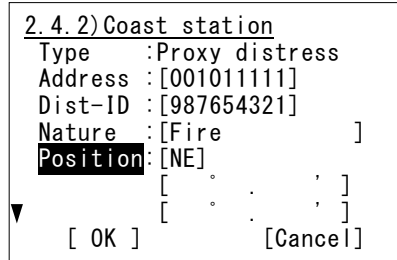 2.4.2)Coast station
Type :Proxy distress
Address :[001011111]
Dist-ID :[987654321]
Nature :[Fire ]
Position:[NE]
[ ° . ’ ]
▼ [ ° . ’ ]
[ OK ] [Cancel]